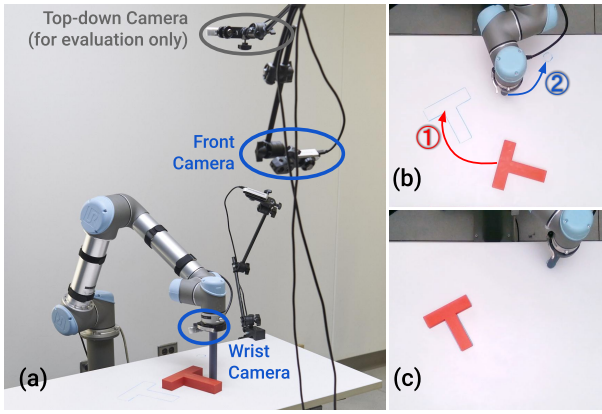 Top-down Camera
(for evaluation only)
Front
Camera
Wrist
Camera
(a)
①
②
(b)
(c)